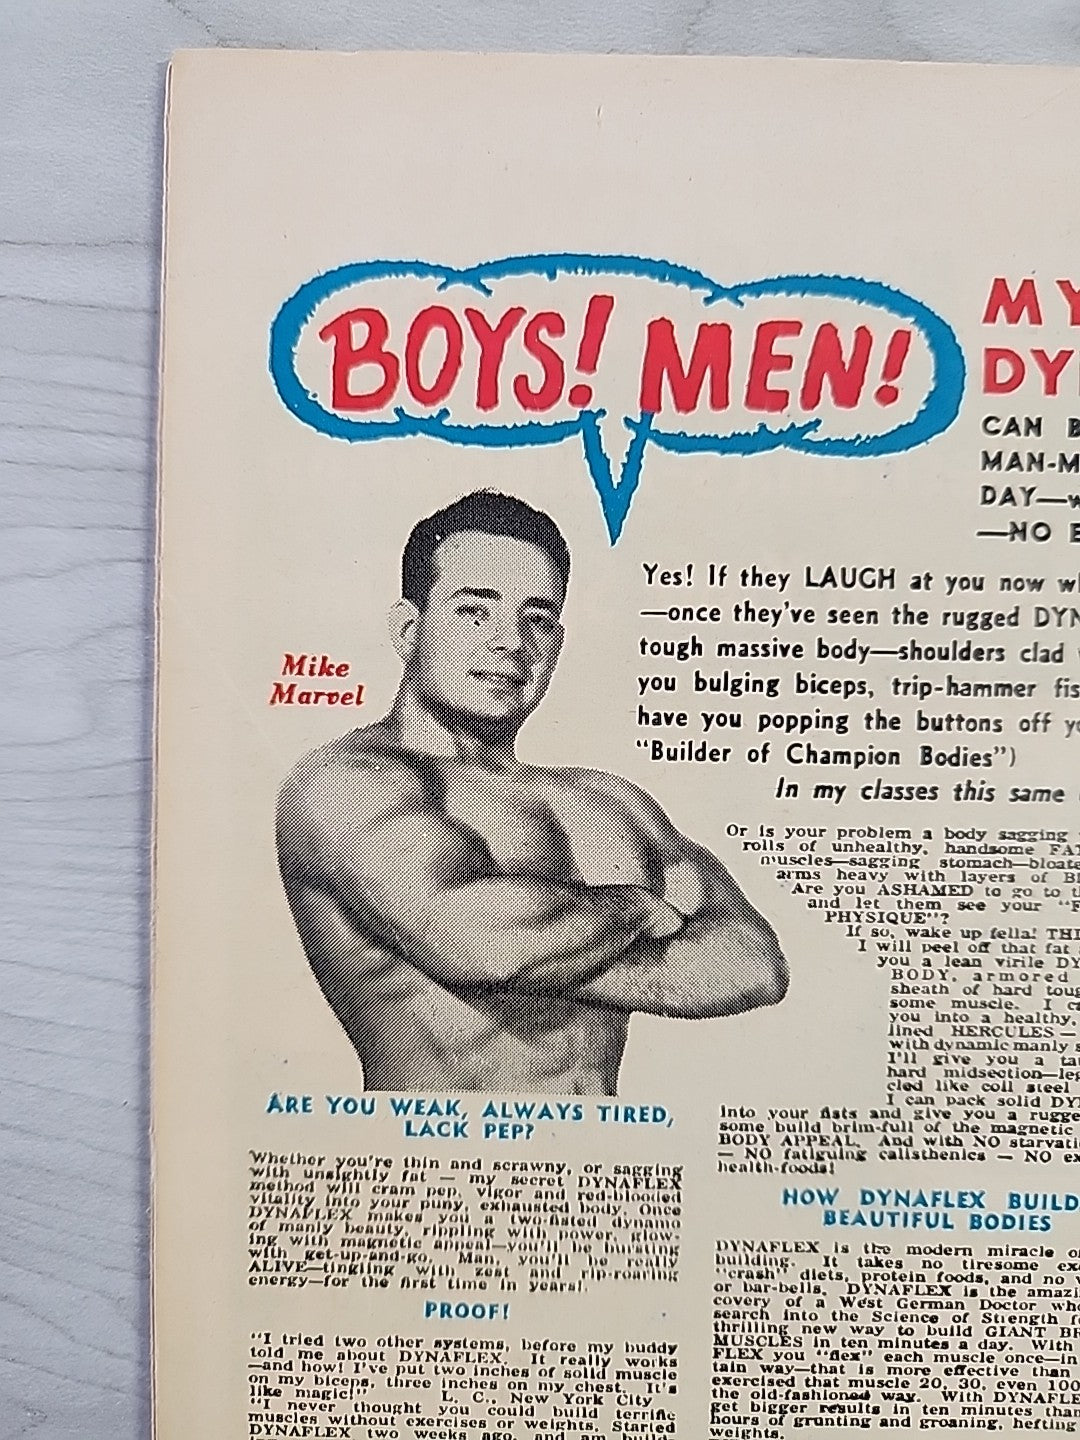 BOYS! MEN!
MY
DY
CAN
MAN-M
DAY—
—NO E
Yes! If they LAUGH at you now
—once they've seen the rugged DYN
tough massive body—shoulders clad
you bulging biceps, trip-hammer fis
have you popping the buttons off
"Builder of Champion Bodies")
In my classes this same
Mike
Marvel
Or is your problem a body sagging
rolls of unhealthy, handsome FA
muscles—sagging stomach—bloate
arms heavy with layers of
Are you ASHAMED to go to
and let them see your "F
PHYSIQUE"?
If so, wake up fella! THI
I will peel off that fat
you a lean virile DY
BODY, armored
sheath of hard toug
some muscle. I
you into a healthy,
lined HERCULES —
with dynamic manly s
I'll give you a
hard midsection—leg
cled like coil steel
I can pack solid DY
into your fists and give you a rugge
some build brim-full of the magnetic
BODY APPEAL. And with NO starvati
— NO fatiguing calisthenics — NO ex
health-foods!
ARE YOU WEAK, ALWAYS TIRED,
LACK PEP?
Whether you're thin and scrawny, or sagging
with unsightly fat — my secret DYNAFLEX
method will cram pep, vigor and red-blooded
vitality into your puny, exhausted body. Once
DYNAFLEX makes you a two-fisted dynamo
of manly beauty, rippling with power, glow-
ing with magnetic appeal—you'll be bursting
with get-up-and-go. Man, you'll be really
ALIVE—tingling with zest and rip-roaring
energy—for the first time in years!
PROOF!
"I tried two other systems, before my buddy
told me about DYNAFLEX. It really works
—and how! I've put two inches of solid muscle
on my biceps, three inches on my chest. It's
like magic!" L. C., New York City
"I never thought you could build terrific
muscles without exercises or weights. Started
DYNAFLEX two weeks ago, and am build-
HOW DYNAFLEX BUILD
BEAUTIFUL BODIES
DYNAFLEX is the modern miracle
building. It takes no tiresome ex
"crash" diets, protein foods, and no
or bar-bells. DYNAFLEX is the amazi
covery of a West German Doctor
search into the Science of Strength
thrilling new way to build GIANT
MUSCLES in ten minutes a day. With
FLEX you "flex" each muscle once—in
tain way—that is more effective than
exercised that muscle 20, 30, even 100
the old-fashioned way. With DYNAFLE
get bigger results in ten minutes than
hours of grunting and groaning, hefting
weights.